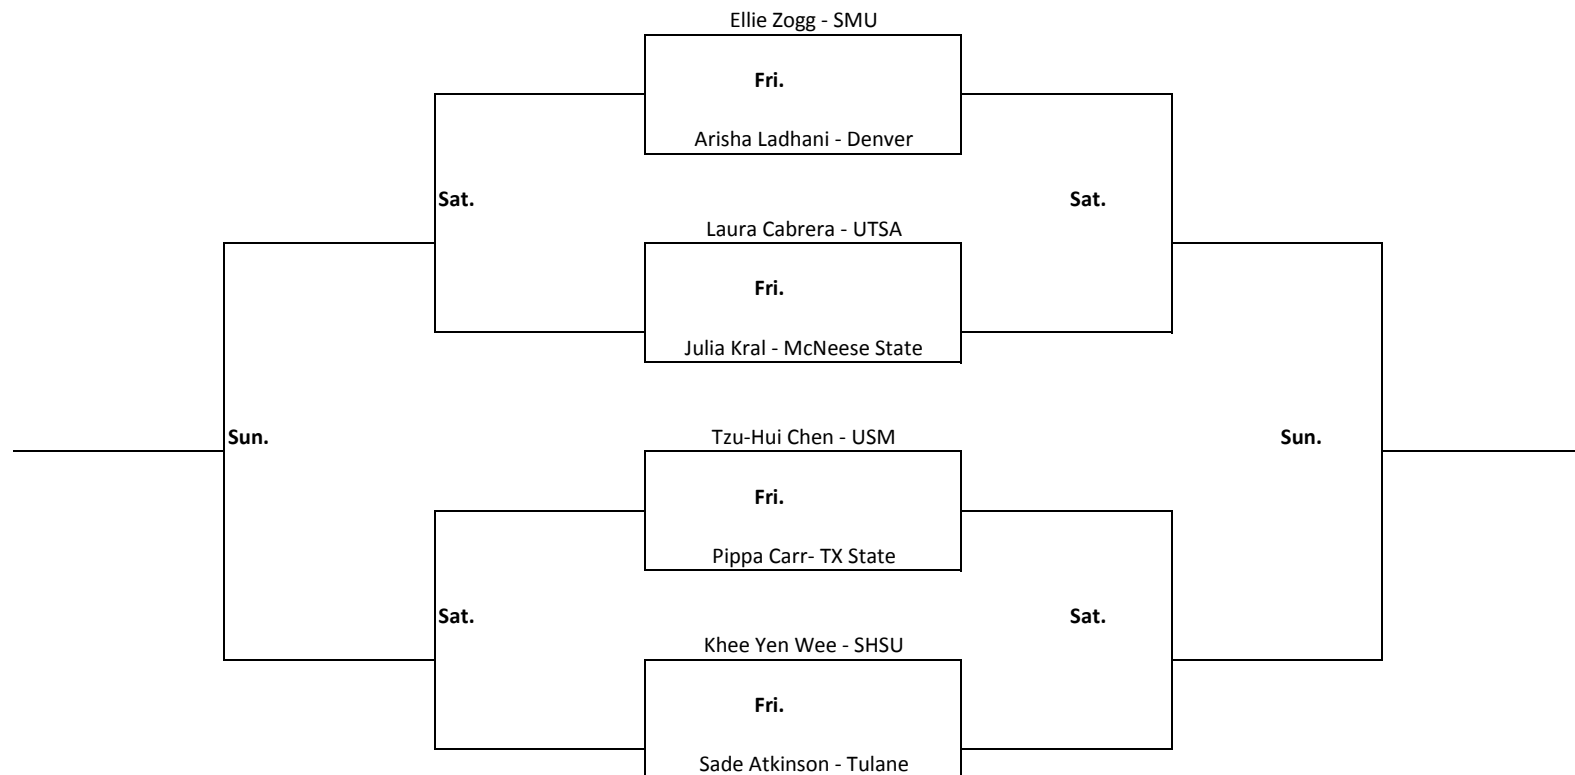 Ellie Zogg - SMU
Fri.
Arisha Ladhani - Denver
Sat.
Sat.
Laura Cabrera - UTSA
Fri.
Julia Kral - McNeese State
Sun.
Tzu-Hui Chen - USM
Sun.
Fri.
Pippa Carr- TX State
Sat.
Sat.
Khee Yen Wee - SHSU
Fri.
Sade Atkinson - Tulane